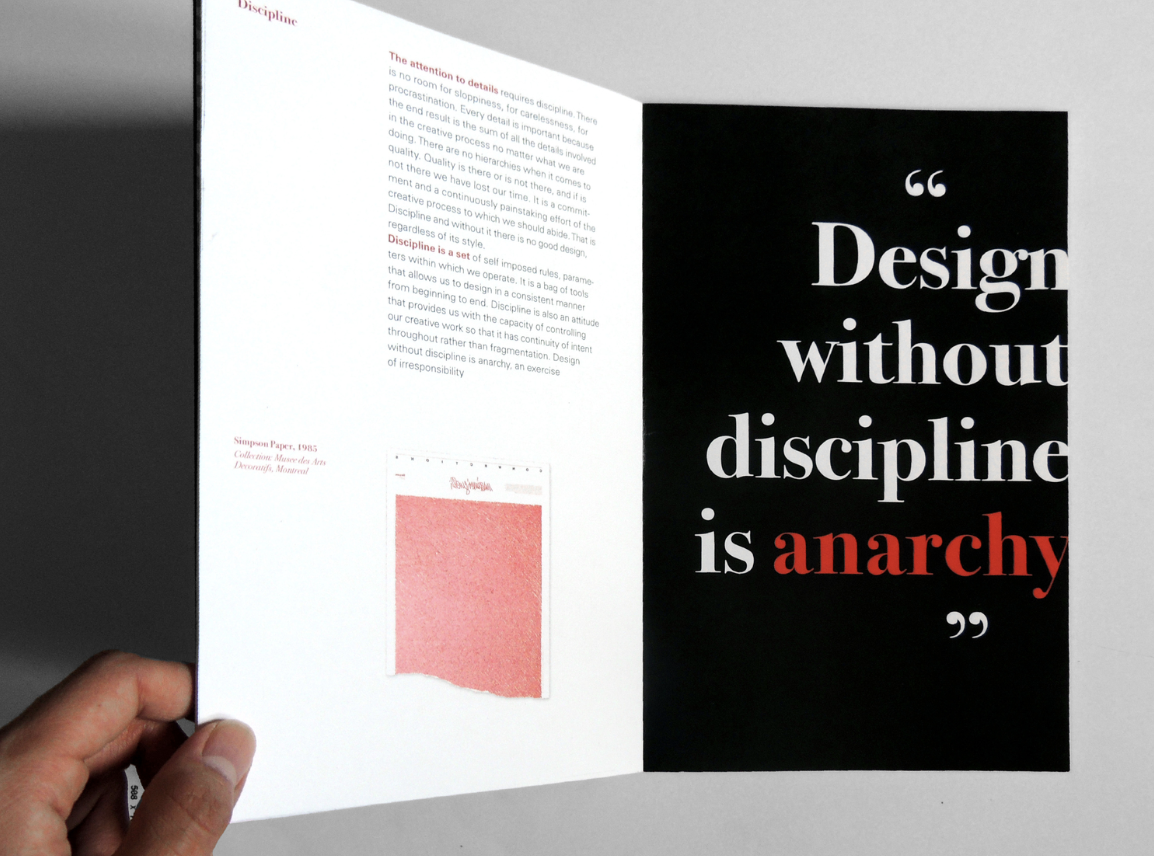 Discipline
The attention to details requires discipline. There
is no room for sloppiness, for carelessness, for
procrastination. Every detail is important because
the end result is the sum of all the details involved
in the creative process no matter what we are
doing. There are no hierarchies when it comes to
quality. Quality is there or is not there, and if is
not there we have lost our time. It is a commit-
ment and a continuously painstaking effort of the
creative process to which we should abide. That is
Discipline and without it there is no good design,
regardless of its style.
Discipline is a set of self imposed rules, parame-
ters within which we operate. It is a bag of tools
that allows us to design in a consistent manner
from beginning to end. Discipline is also an attitude
that provides us with the capacity of controlling
our creative work so that it has continuity of intent
throughout rather than fragmentation. Design
without discipline is anarchy, an exercise
of irresponsibility
Simpson Paper, 1985
Collection: Musee des Arts
Decoratifs, Montreal
“
Design
without
discipline
is anarchy
”
508 x